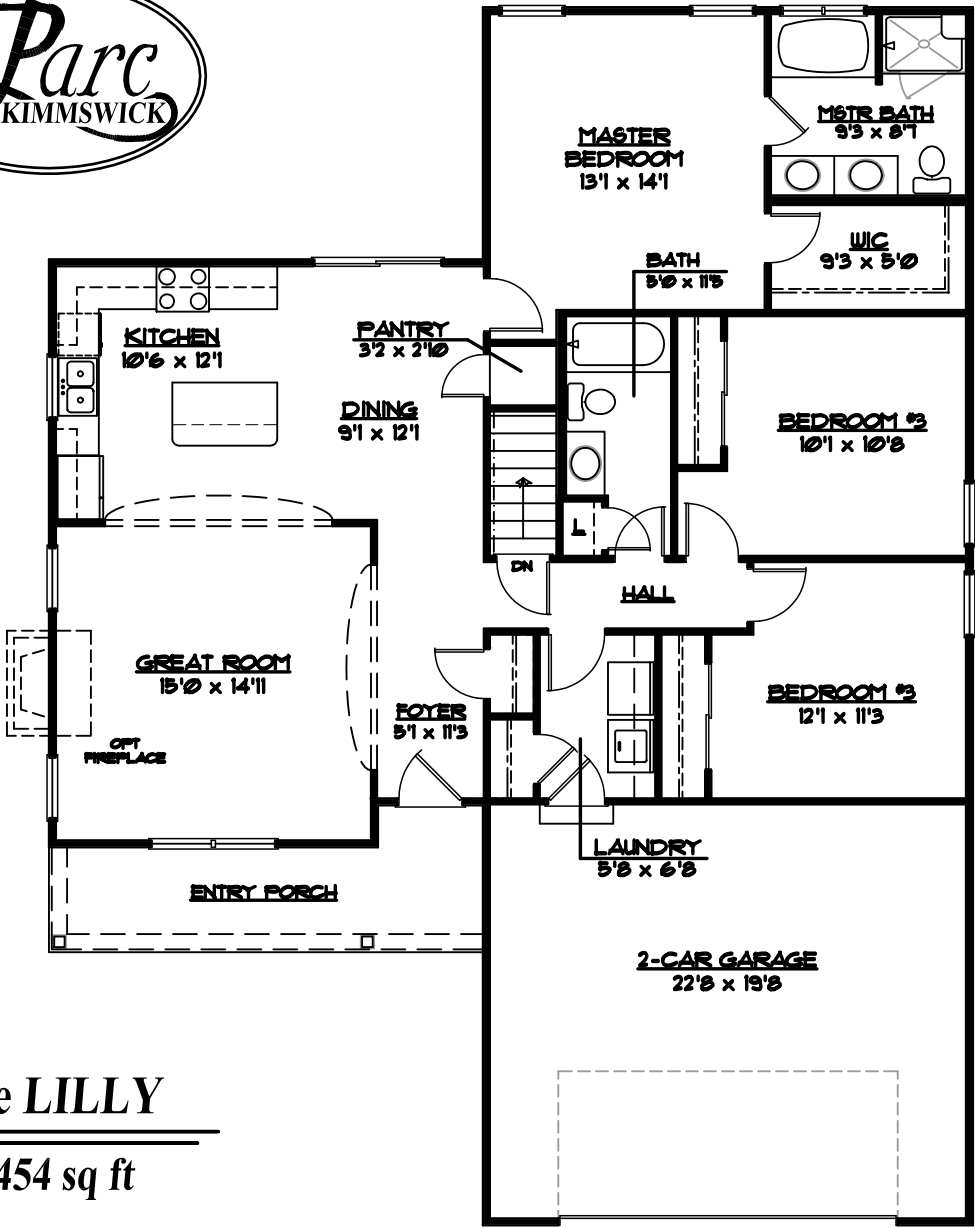 Parc
KIMMSWICK
MASTER
BEDROOM
13'1 x 14'1
MSTR BATH
9'3 x 8'7
WIC
9'3 x 5'0
BATH
5'0 x 11'5
KITCHEN
10'6 x 12'1
PANTRY
3'2 x 2'10
DINING
9'1 x 12'1
BEDROOM #3
10'1 x 10'8
L
DN
HALL
GREAT ROOM
15'0 x 14'11
OPT
FIREPLACE
FOYER
5'7 x 11'3
BEDROOM #3
12'1 x 11'3
LAUNDRY
5'8 x 6'8
ENTRY PORCH
2-CAR GARAGE
22'8 x 19'8
e LILLY
454 sq ft